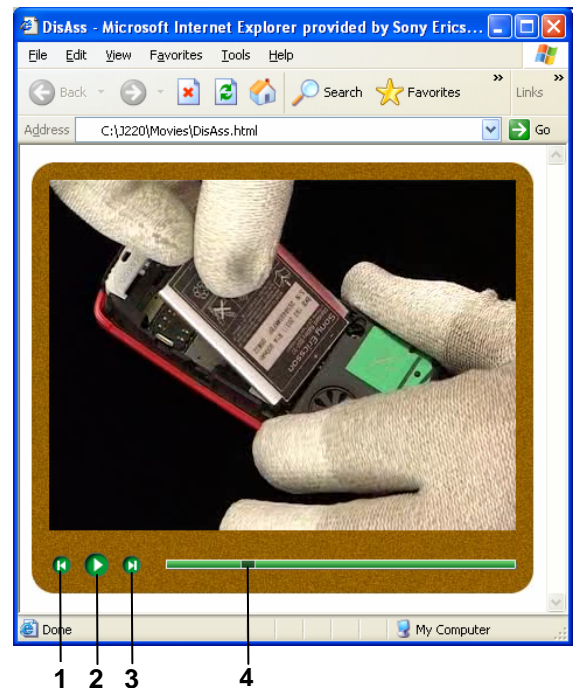 DisAss - Microsoft Internet Explorer provided by Sony Erics...
File Edit View Favorites Tools Help
Back Search Favorites » Links »
Address C:\J220\Movies\DisAss.html Go
Sony Ericsson
Done My Computer
1 2 3 4